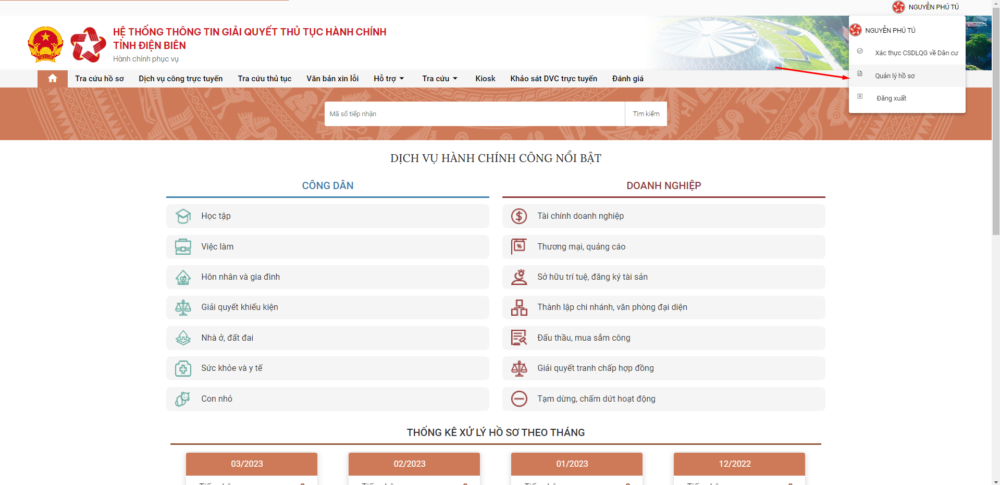 NGUYỄN PHÚ TÚ
NGUYỄN PHÚ TÚ
Xác thực CSDLQG về Dân cư
Quản lý hồ sơ
Đăng xuất
HỆ THỐNG THÔNG TIN GIẢI QUYẾT THỦ TỤC HÀNH CHÍNH
TỈNH ĐIỆN BIÊN
Hành chính phục vụ
Tra cứu hồ sơ Dịch vụ công trực tuyến Tra cứu thủ tục Văn bản xin lỗi Hỗ trợ Tra cứu Kiosk Khảo sát DVC trực tuyến Đánh giá
Mã số tiếp nhận Tìm kiếm
DỊCH VỤ HÀNH CHÍNH CÔNG NỔI BẬT
CÔNG DÂN
Học tập
Việc làm
Hôn nhân và gia đình
Giải quyết khiếu kiện
Nhà ở, đất đai
Sức khỏe và y tế
Con nhỏ
DOANH NGHIỆP
Tài chính doanh nghiệp
Thương mại, quảng cáo
Sở hữu trí tuệ, đăng ký tài sản
Thành lập chi nhánh, văn phòng đại diện
Đấu thầu, mua sắm công
Giải quyết tranh chấp hợp đồng
Tạm dừng, chấm dứt hoạt động
THỐNG KÊ XỬ LÝ HỒ SƠ THEO THÁNG
03/2023 02/2023 01/2023 12/2022